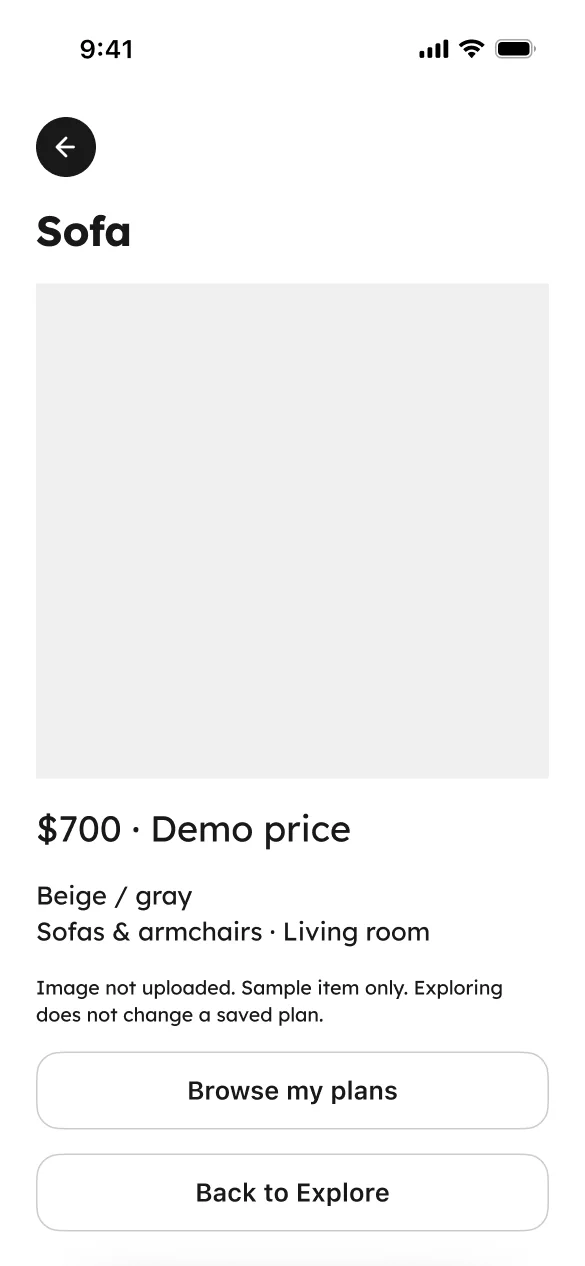 9:41
Sofa
$700 · Demo price
Beige / gray
Sofas & armchairs · Living room
Image not uploaded. Sample item only. Exploring
does not change a saved plan.
Browse my plans
Back to Explore